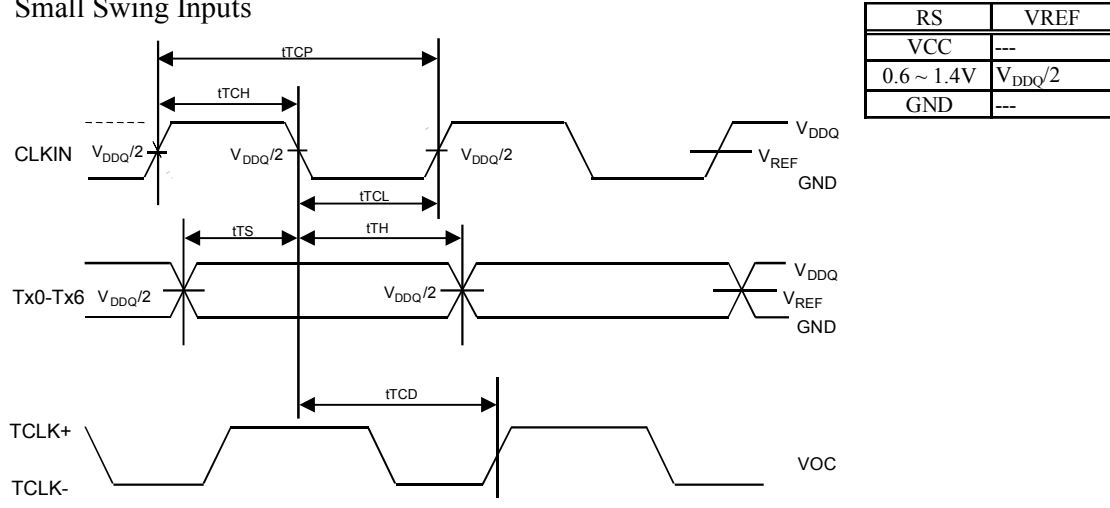 Small Swing Inputs
RS VREF
VCC ---
0.6 ~ 1.4V VDDQ/2
GND ---
tTCP
tTCH
CLKIN VDDQ/2 VDDQ/2 VDDQ/2 VDDQ
VREF
GND
tTCL
tTS tTH
Tx0-Tx6 VDDQ/2 VDDQ/2 VDDQ
VREF
GND
tTCD
TCLK+
VOC
TCLK-